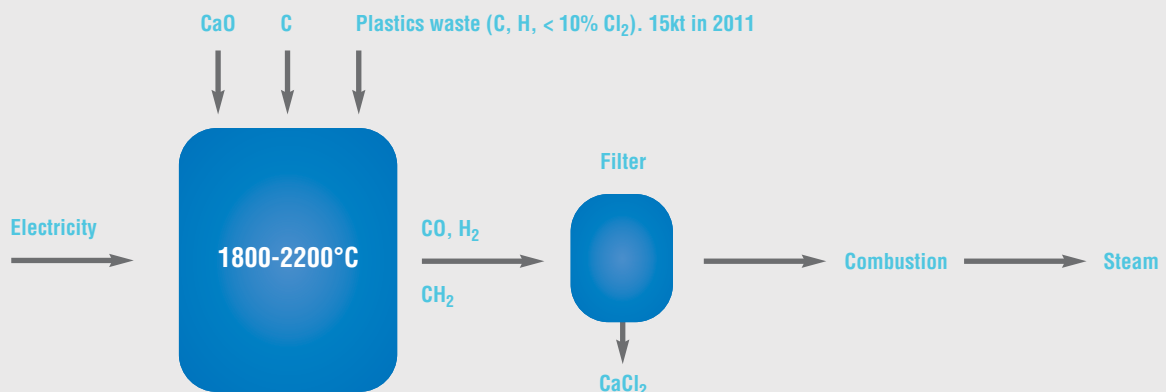 CaO C Plastics waste (C, H, < 10% Cl₂). 15kt in 2011
Filter
Electricity
1800-2200°C
CO, H₂
CH₂
Combustion
Steam
CaCl₂